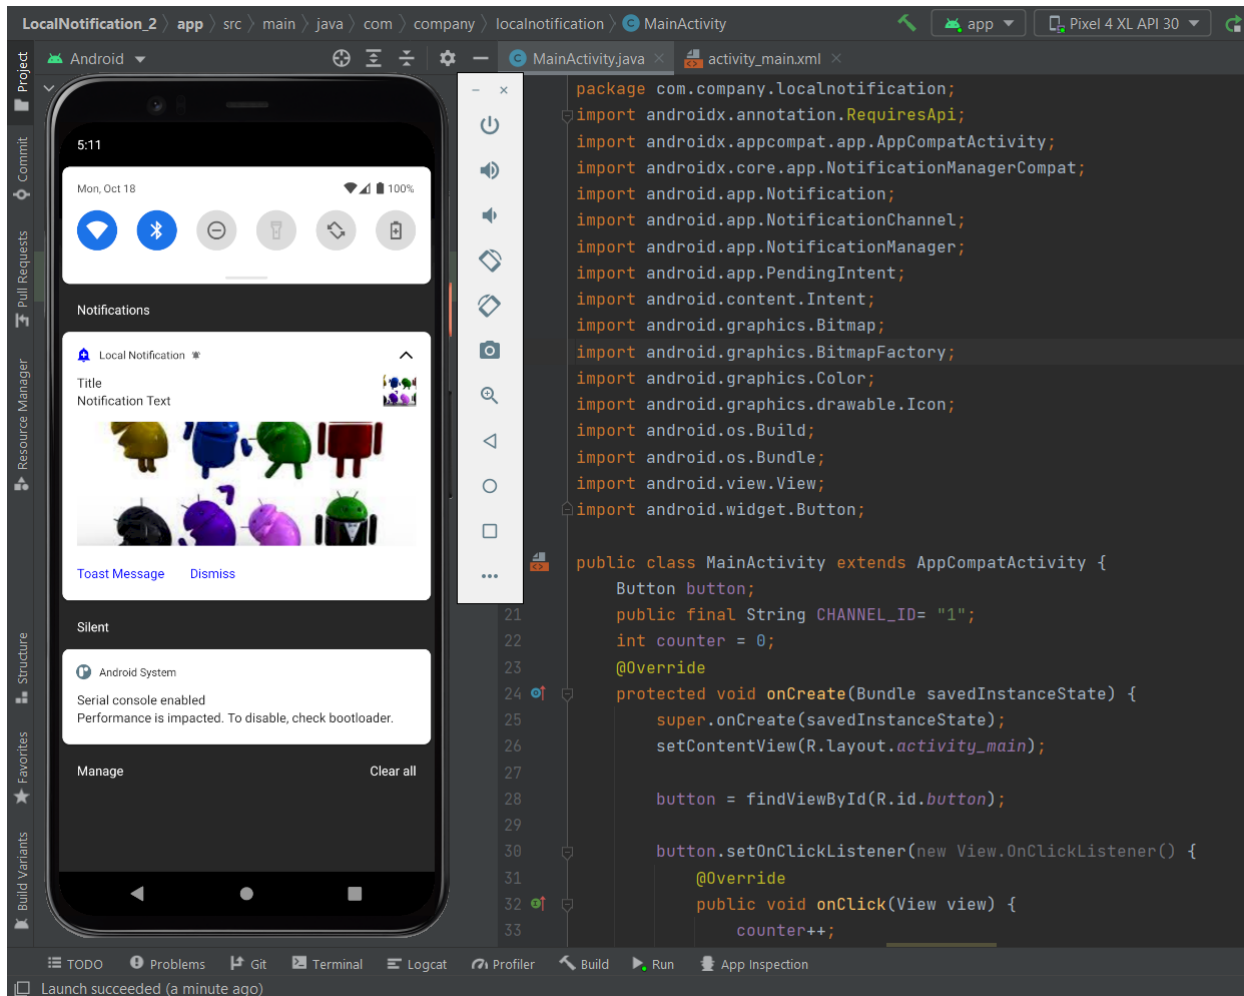 LocalNotification_2 app src main java com company localnotification MainActivity
app Pixel 4 XL API 30
Android
MainActivity.java activity_main.xml
Project
Commit
Pull Requests
Resource Manager
Structure
Favorites
Build Variants
5:11
Mon, Oct 18 100%
Notifications
Local Notification
Title
Notification Text
Toast Message Dismiss
Silent
Android System
Serial console enabled
Performance is impacted. To disable, check bootloader.
Manage Clear all
package com.company.localnotification;
import androidx.annotation.RequiresApi;
import androidx.appcompat.app.AppCompatActivity;
import androidx.core.app.NotificationManagerCompat;
import android.app.Notification;
import android.app.NotificationChannel;
import android.app.NotificationManager;
import android.app.PendingIntent;
import android.content.Intent;
import android.graphics.Bitmap;
import android.graphics.BitmapFactory;
import android.graphics.Color;
import android.graphics.drawable.Icon;
import android.os.Build;
import android.os.Bundle;
import android.view.View;
import android.widget.Button;
public class MainActivity extends AppCompatActivity {
Button button;
21 public final String CHANNEL_ID= "1";
22 int counter = 0;
23 @Override
24 protected void onCreate(Bundle savedInstanceState) {
25 super.onCreate(savedInstanceState);
26 setContentView(R.layout.activity_main);
27
28 button = findViewById(R.id.button);
29
30 button.setOnClickListener(new View.OnClickListener() {
31 @Override
32 public void onClick(View view) {
33 counter++;
TODO Problems Git Terminal Logcat Profiler Build Run App Inspection
Launch succeeded (a minute ago)